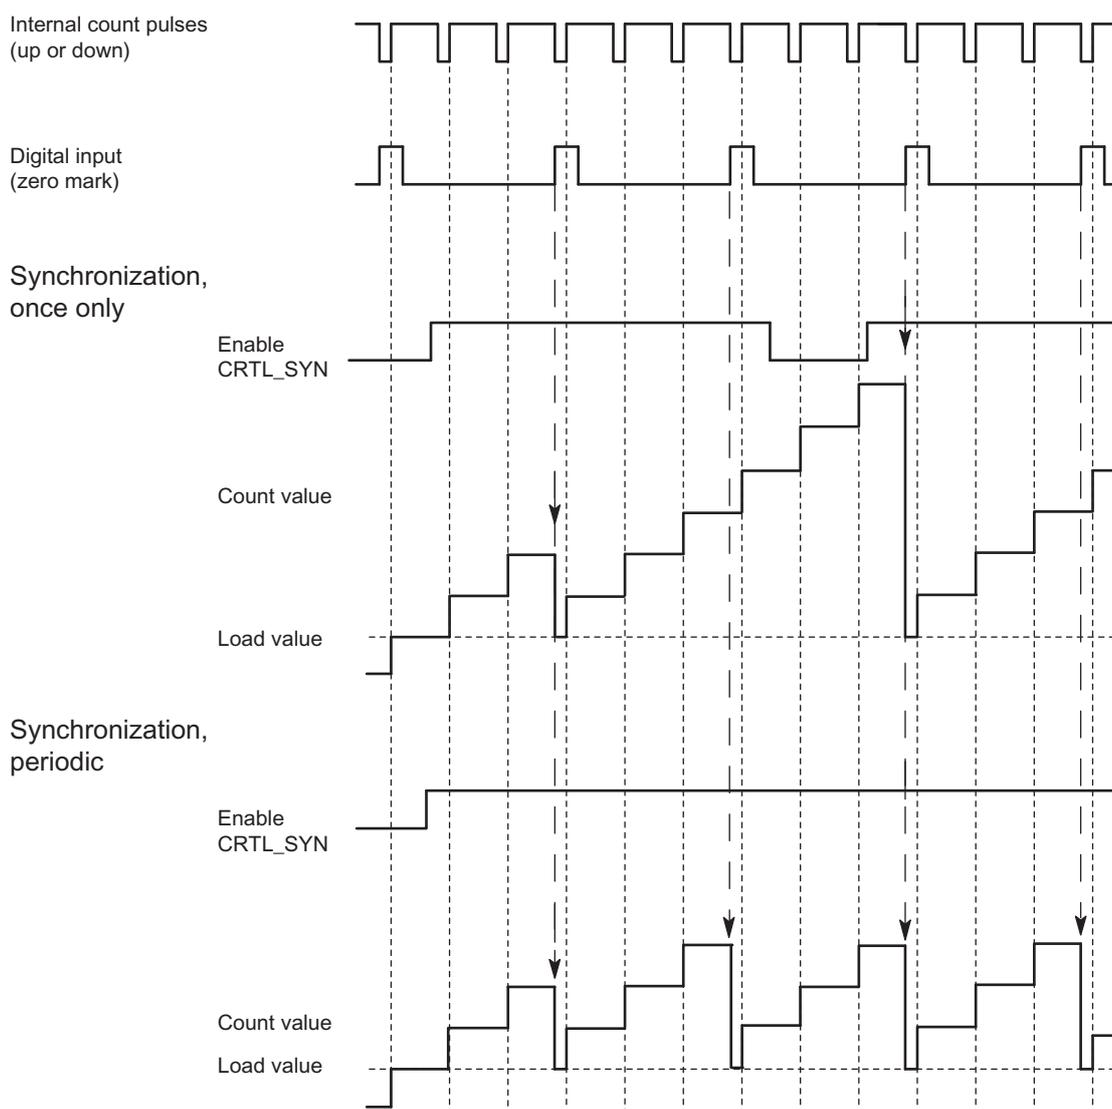 Internal count pulses
(up or down)
Digital input
(zero mark)
Synchronization,
once only
Enable
CRTL_SYN
Count value
Load value
Synchronization,
periodic
Enable
CRTL_SYN
Count value
Load value